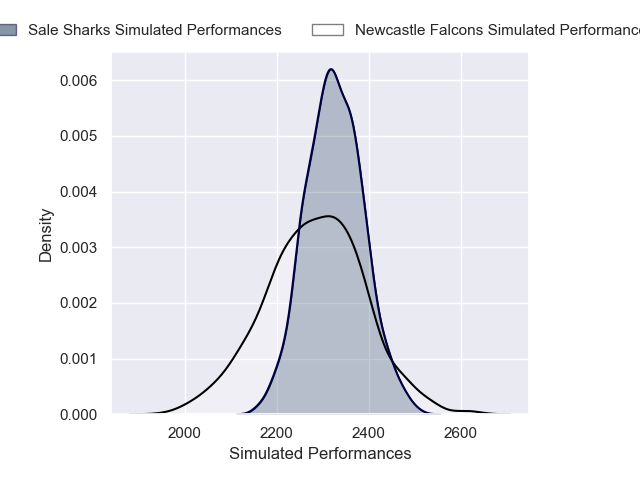 Sale Sharks Simulated Performances Newcastle Falcons Simulated Performance
0.006
0.005
0.004
0.003
0.002
0.001
0.000
Density
2000 2200 2400 2600
Simulated Performances